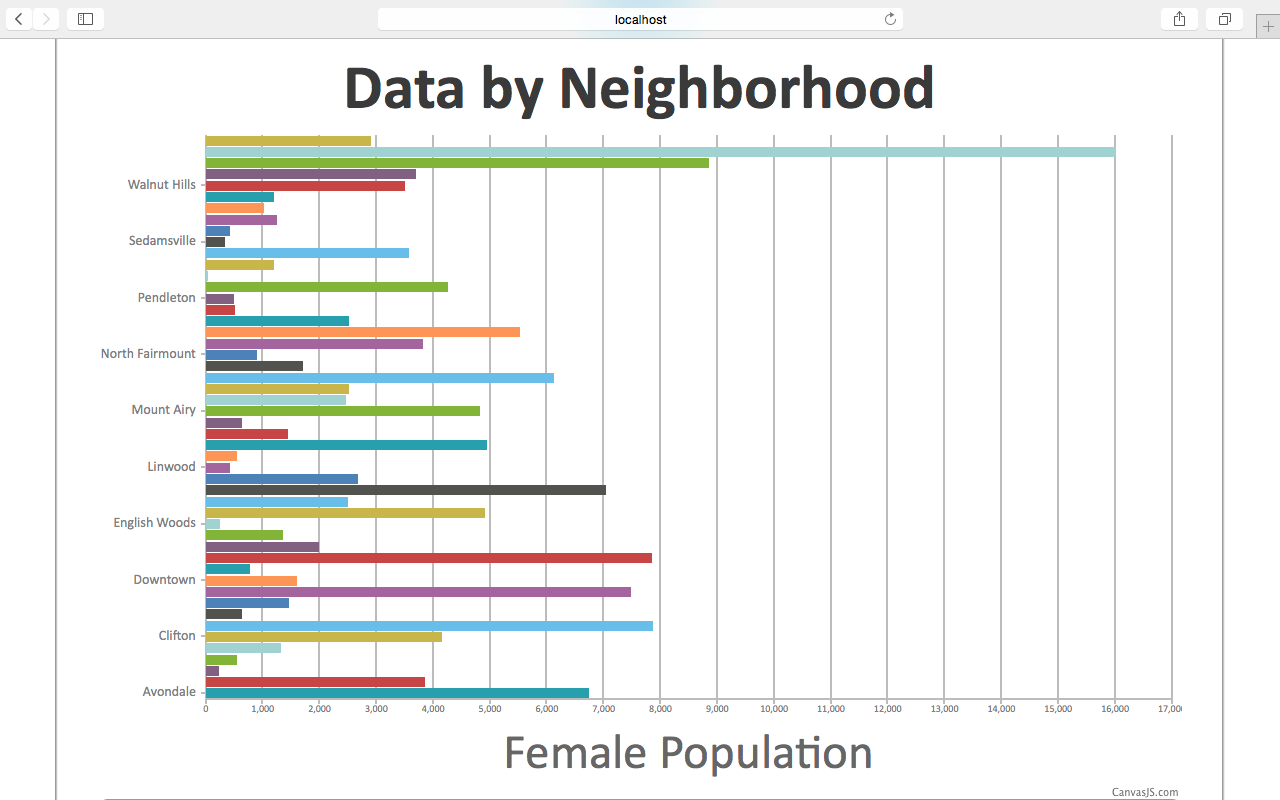 localhost
Data by Neighborhood
Walnut Hills
Sedamsville
Pendleton
North Fairmount
Mount Airy
Linwood
English Woods
Downtown
Clifton
Avondale
0 1,000 2,000 3,000 4,000 5,000 6,000 7,000 8,000 9,000 10,000 11,000 12,000 13,000 14,000 15,000 16,000 17,00
Female Population
CanvasJS.com